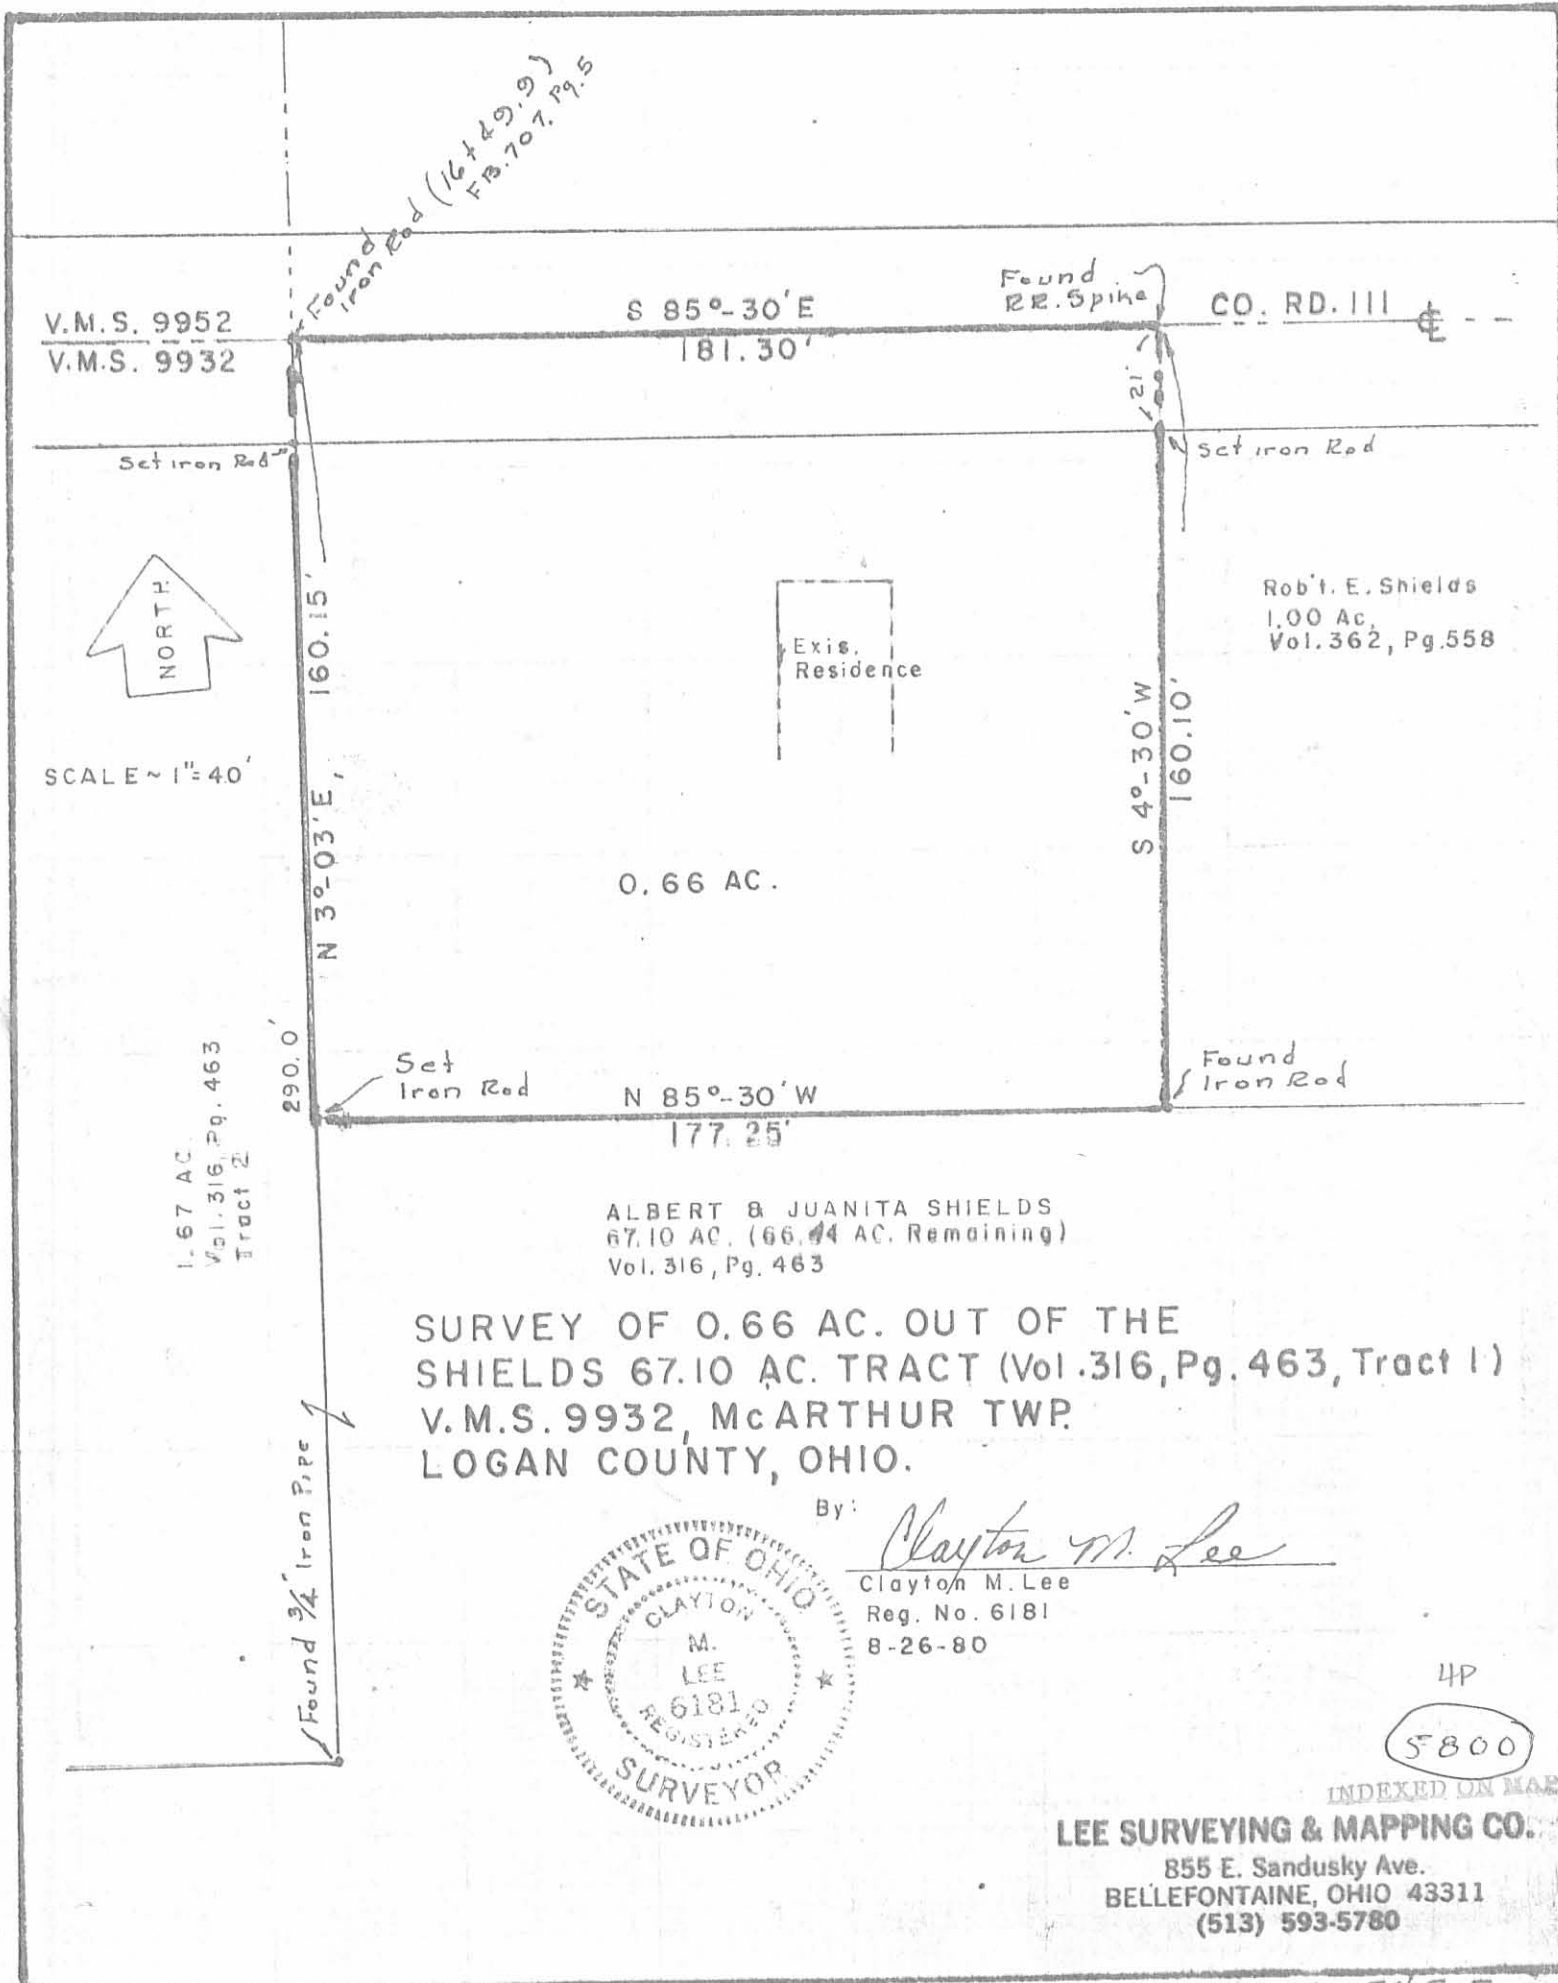 Found
Iron Rod (16+49.9)
FB. 707, Pg. 5
V.M.S. 9952
V.M.S. 9932
S 85°-30'E
181.30'
Found
RR. Spike
CO. RD. 111
21'
Set iron Rod
Set iron Rod
NORTH
SCALE ~ 1"=40'
N 3°-03'E, 160.15'
Exis.
Residence
Rob't. E. Shields
1.00 Ac.
Vol. 362, Pg. 558
S 4°-30'W
160.10'
0.66 AC.
290.0'
Set
Iron Rod
N 85°-30'W
177.25'
Found
Iron Rod
1.67 AC.
Vol. 316, Pg. 463
Tract 2
ALBERT & JUANITA SHIELDS
67.10 AC. (66.44 AC. Remaining)
Vol. 316, Pg. 463
SURVEY OF 0.66 AC. OUT OF THE
SHIELDS 67.10 AC. TRACT (Vol. 316, Pg. 463, Tract 1)
V.M.S. 9932, McARTHUR TWP.
LOGAN COUNTY, OHIO.
Found 3/4" Iron Pipe
By:
Clayton M. Lee
Clayton M. Lee
Reg. No. 6181
8-26-80
STATE OF OHIO
CLAYTON
M.
LEE
6181
REGISTERED
SURVEYOR
4P
5800
INDEXED ON MAP
LEE SURVEYING & MAPPING CO.
855 E. Sandusky Ave.
BELLEFONTAINE, OHIO 43311
(513) 593-5780